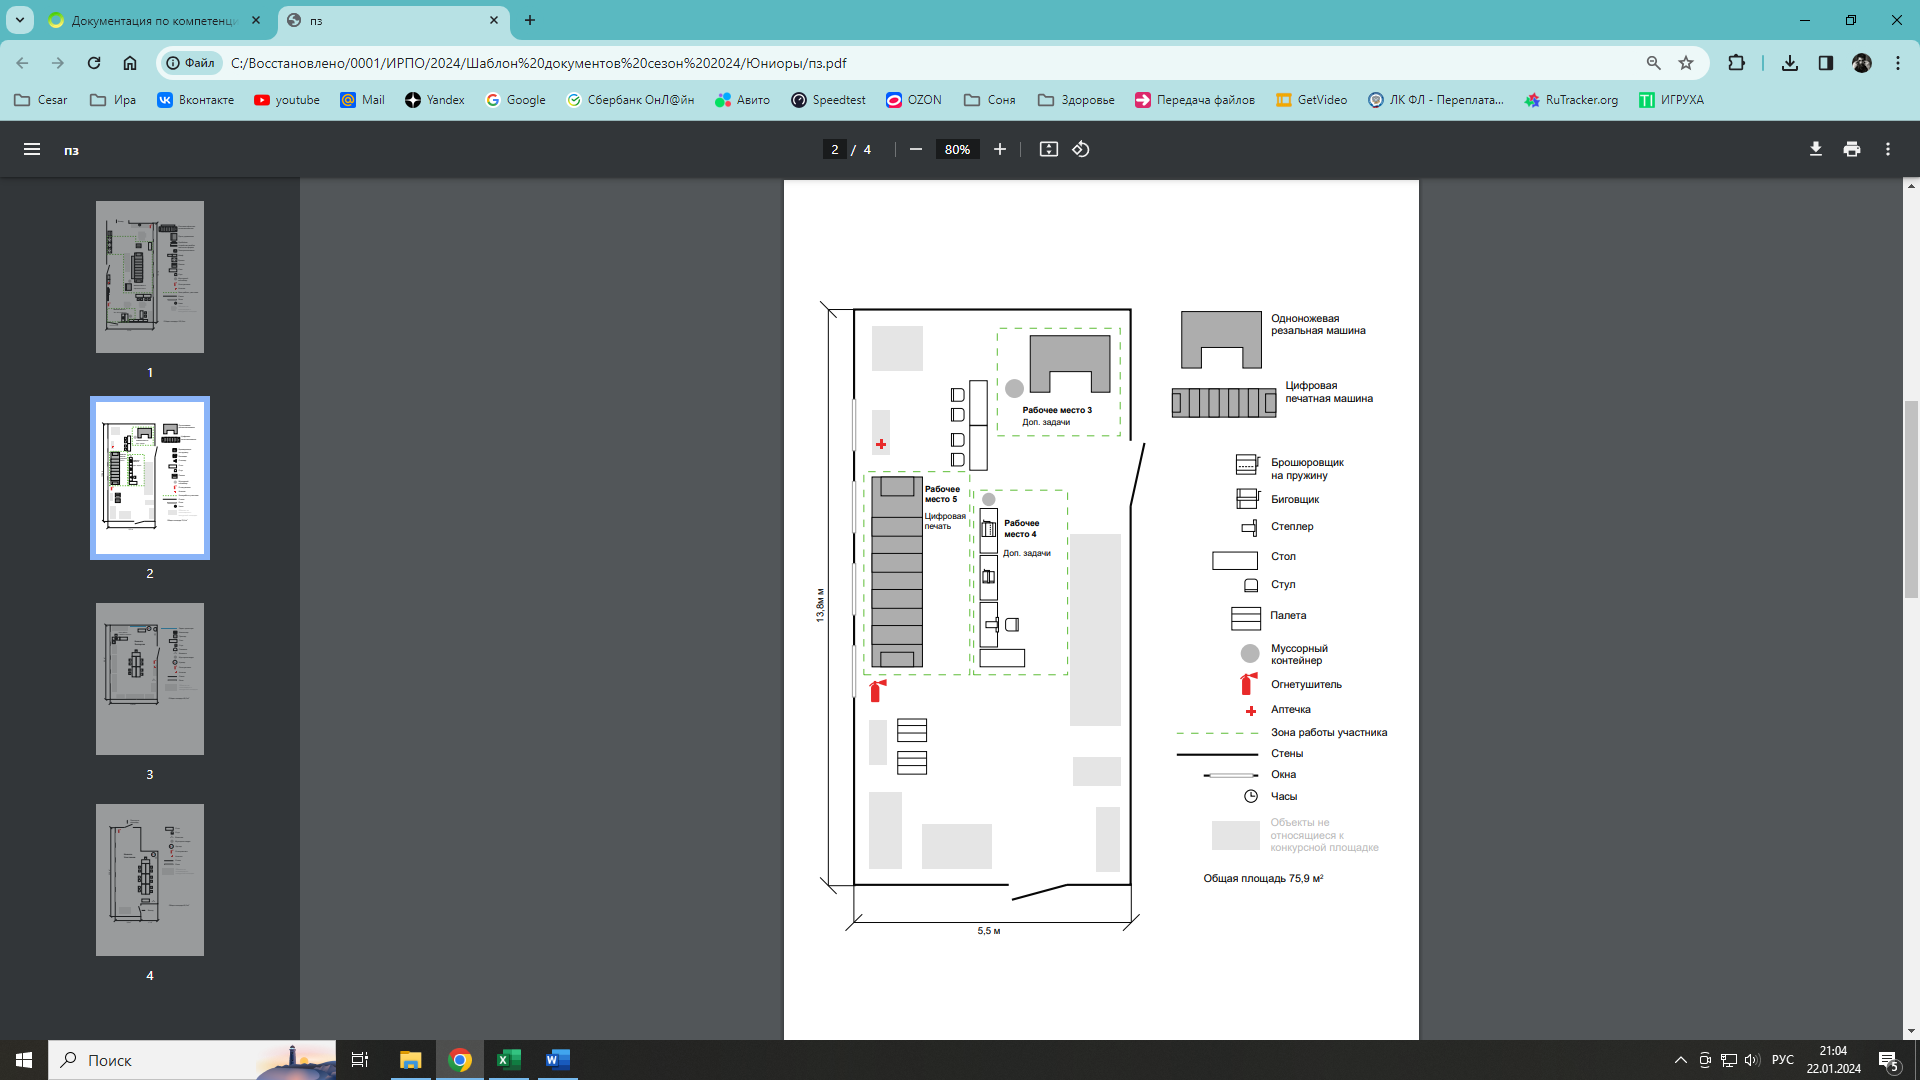 Документация по компетенци
пз
Файл
C:/Восстановлено/0001/ИРПО/2024/Шаблон%20документов%20сезон%202024/Юниоры/пз.pdf
Cesar
Ира
Вконтакте
youtube
Mail
Yandex
Google
Сбербанк ОнЛ@йн
Авито
Speedtest
OZON
Соня
Здоровье
Передача файлов
GetVideo
ЛК ФЛ - Переплата...
RuTracker.org
ИГРУХА
пз
2 / 4
80%
1
2
3
4
Рабочее место 3
Доп. задачи
Рабочее
место 5
Цифровая
печать
Рабочее
место 4
Доп. задачи
13,8м м
5,5 м
Одноножевая
резальная машина
Цифровая
печатная машина
Брошюровщик
на пружину
Биговщик
Степлер
Стол
Стул
Палета
Муссорный
контейнер
Огнетушитель
Аптечка
Зона работы участника
Стены
Окна
Часы
Объекты не
относящиеся к
конкурсной площадке
Общая площадь 75,9 м²
Поиск
РУС
21:04
22.01.2024
5